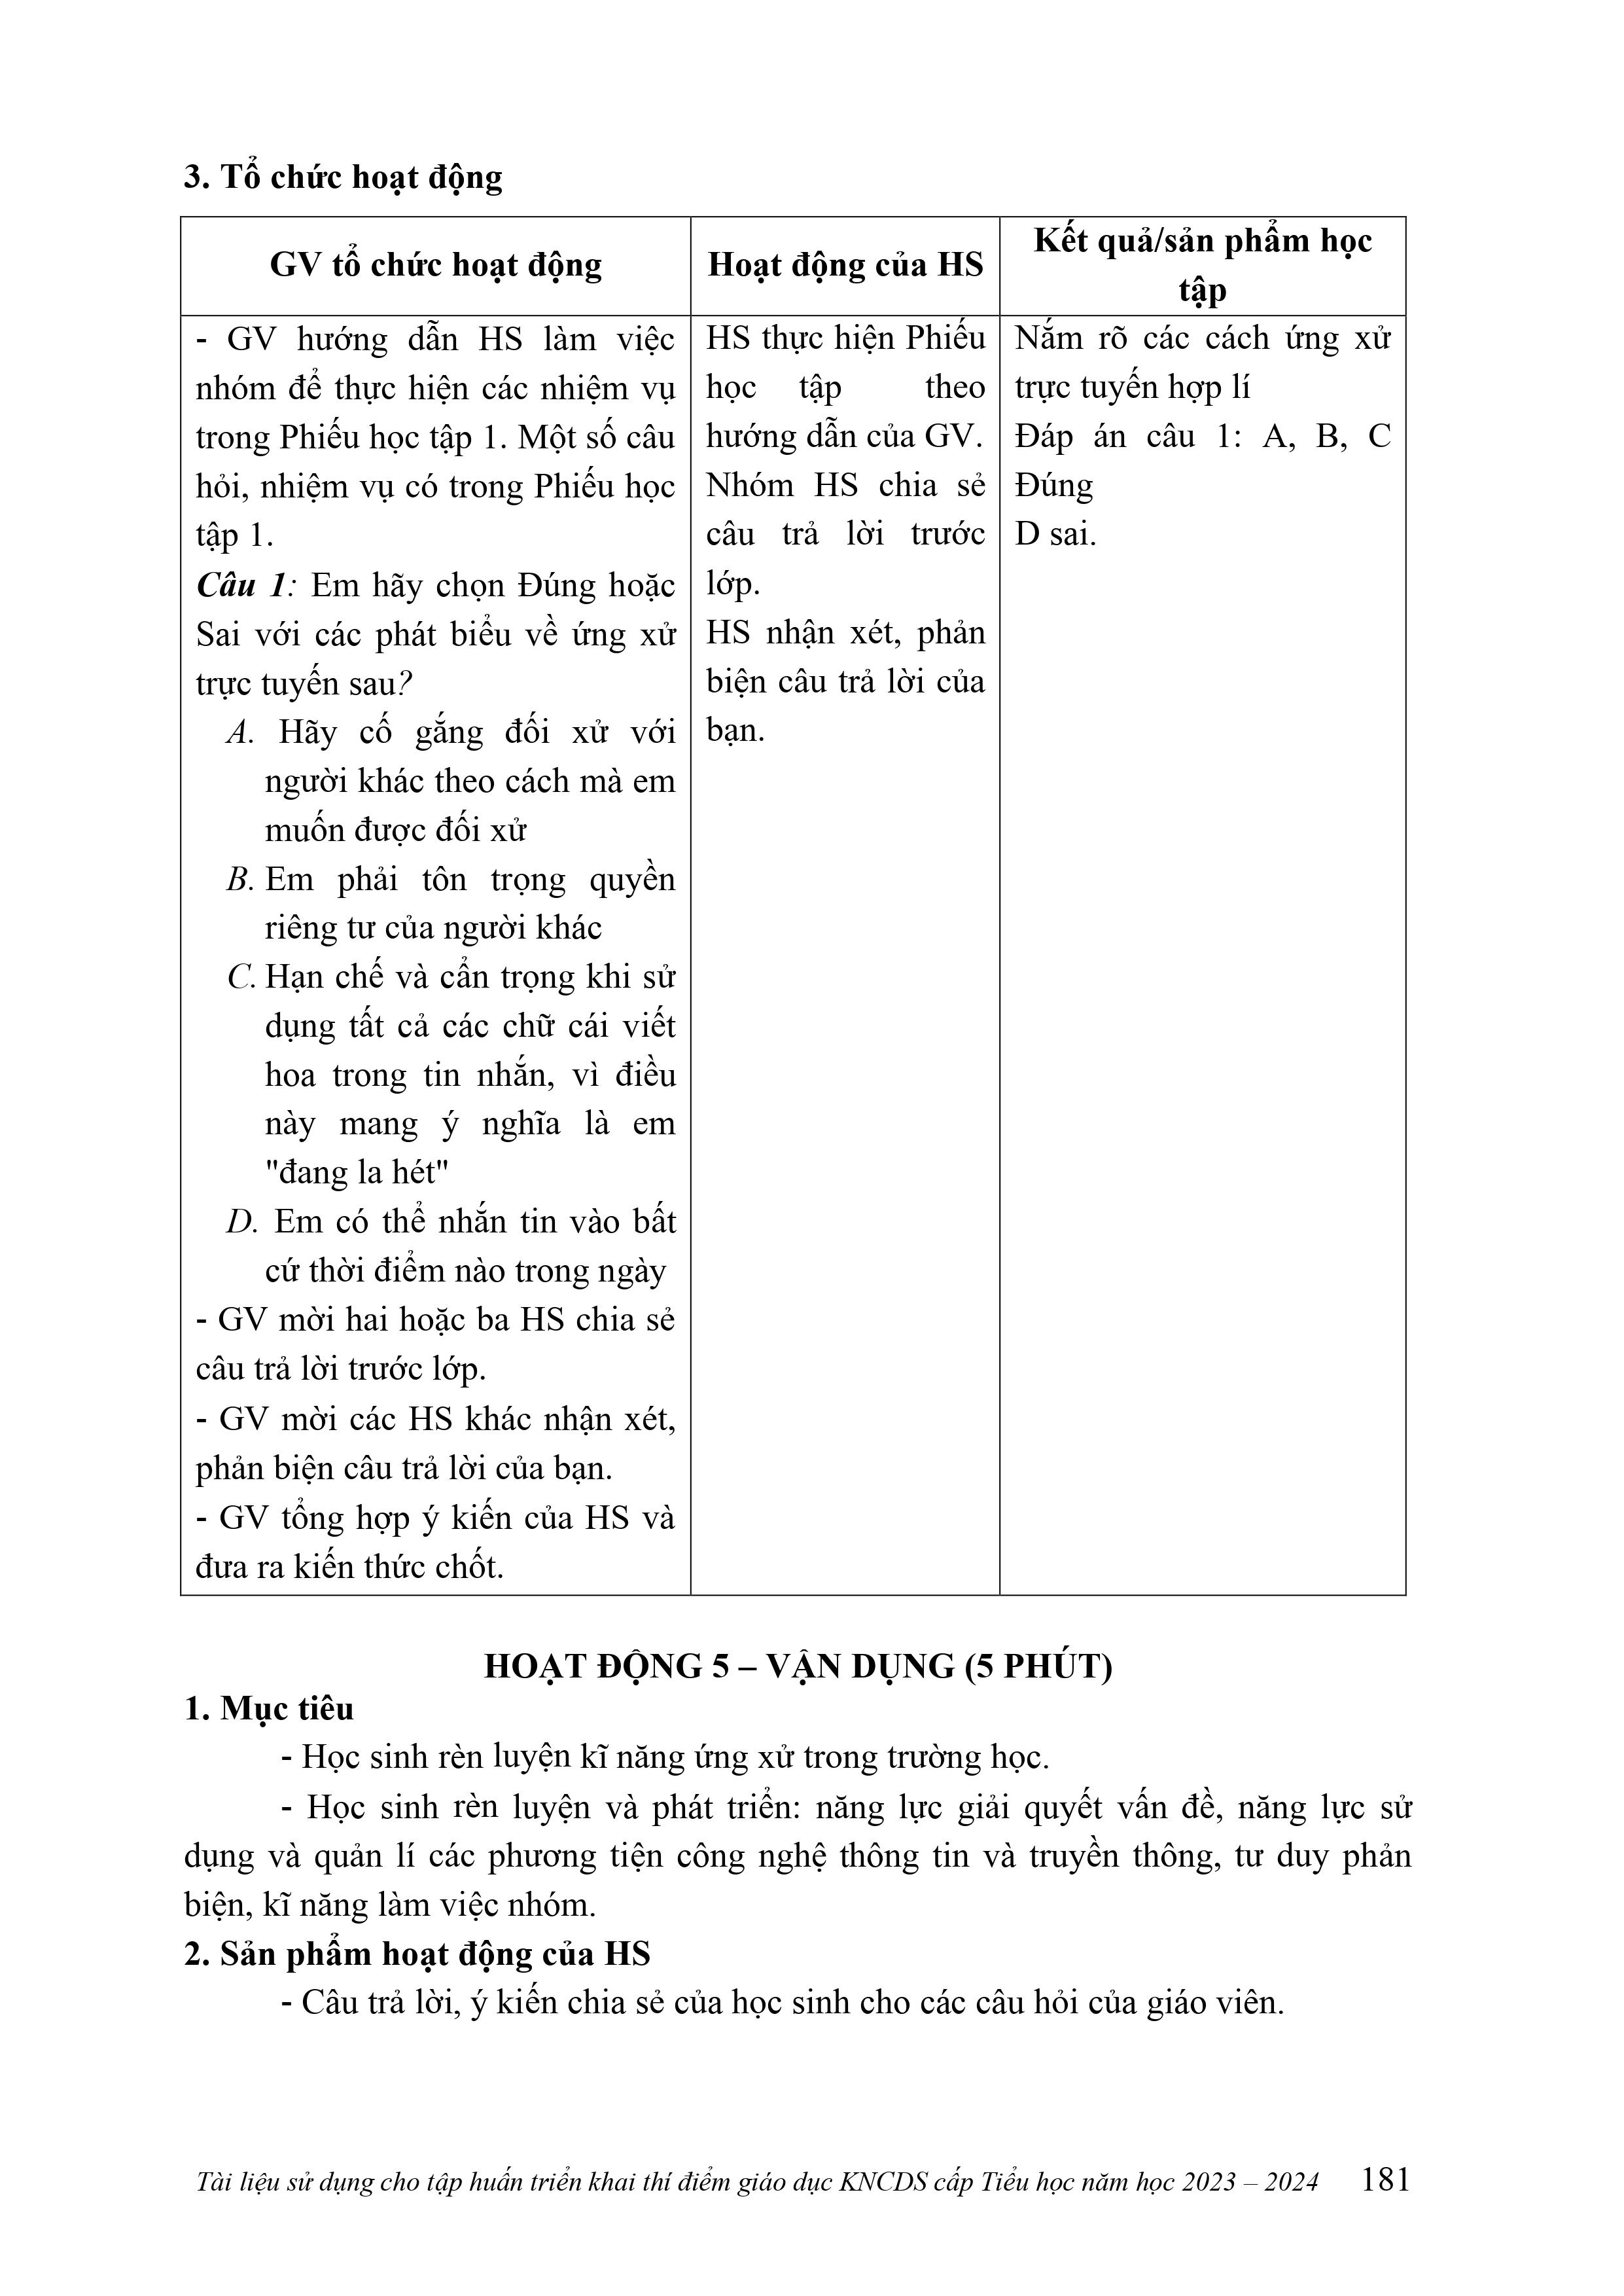 3. Tổ chức hoạt động
GV tổ chức hoạt động
Hoạt động của HS
Kết quả/sản phẩm học
tập
- GV hướng dẫn HS làm việc
nhóm để thực hiện các nhiệm vụ
trong Phiếu học tập 1. Một số câu
hỏi, nhiệm vụ có trong Phiếu học
tập 1.
Câu 1: Em hãy chọn Đúng hoặc
Sai với các phát biểu về ứng xử
trực tuyến sau?
A. Hãy cố gắng đối xử với
người khác theo cách mà em
muốn được đối xử
B. Em phải tôn trọng quyền
riêng tư của người khác
C. Hạn chế và cẩn trọng khi sử
dụng tất cả các chữ cái viết
hoa trong tin nhắn, vì điều
này mang ý nghĩa là em
"đang la hét"
D. Em có thể nhắn tin vào bất
cứ thời điểm nào trong ngày
- GV mời hai hoặc ba HS chia sẻ
câu trả lời trước lớp.
- GV mời các HS khác nhận xét,
phản biện câu trả lời của bạn.
- GV tổng hợp ý kiến của HS và
đưa ra kiến thức chốt.
HS thực hiện Phiếu
học tập theo
hướng dẫn của GV.
Nhóm HS chia sẻ
câu trả lời trước
lớp.
HS nhận xét, phản
biện câu trả lời của
bạn.
Nắm rõ các cách ứng xử
trực tuyến hợp lí
Đáp án câu 1: A, B, C
Đúng
D sai.
HOẠT ĐỘNG 5 – VẬN DỤNG (5 PHÚT)
1. Mục tiêu
- Học sinh rèn luyện kĩ năng ứng xử trong trường học.
- Học sinh rèn luyện và phát triển: năng lực giải quyết vấn đề, năng lực sử
dụng và quản lí các phương tiện công nghệ thông tin và truyền thông, tư duy phản
biện, kĩ năng làm việc nhóm.
2. Sản phẩm hoạt động của HS
- Câu trả lời, ý kiến chia sẻ của học sinh cho các câu hỏi của giáo viên.
Tài liệu sử dụng cho tập huấn triển khai thí điểm giáo dục KNCDS cấp Tiểu học năm học 2023 – 2024 181